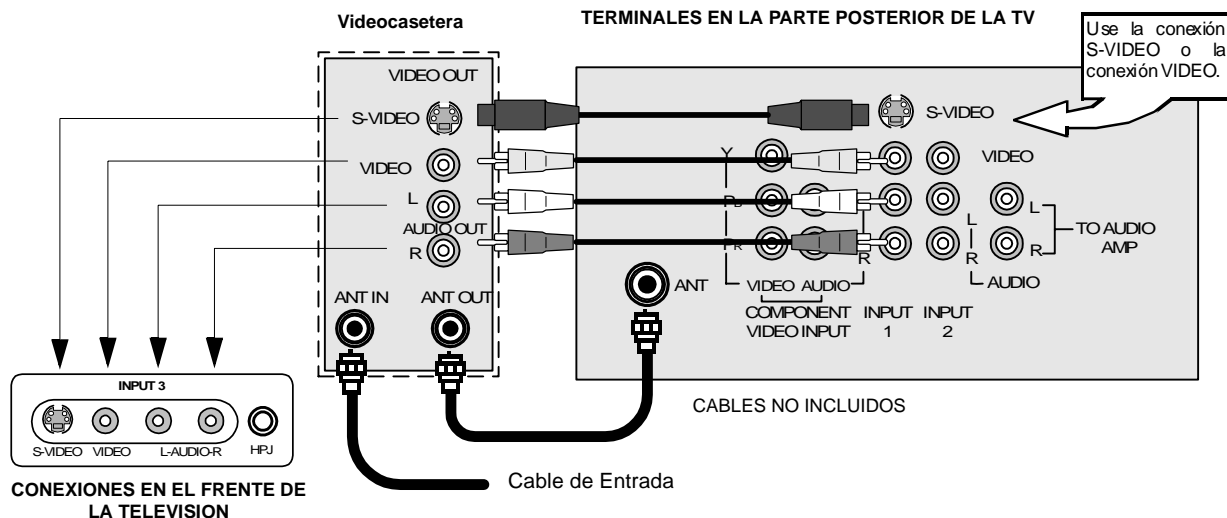 Videocasetera
TERMINALES EN LA PARTE POSTERIOR DE LA TV
Use la conexión
S-VIDEO o la
conexión VIDEO.
VIDEO OUT
S-VIDEO
VIDEO
L
AUDIO OUT
R
ANT IN
ANT OUT
S-VIDEO
Y
VIDEO
PB
L
L
TO AUDIO
AMP
PR
R
R
R
ANT
VIDEO AUDIO
AUDIO
COMPONENT
VIDEO INPUT
INPUT
1
INPUT
2
CABLES NO INCLUIDOS
INPUT 3
S-VIDEO VIDEO L-AUDIO-R HPJ
Cable de Entrada
CONEXIONES EN EL FRENTE DE
LA TELEVISION